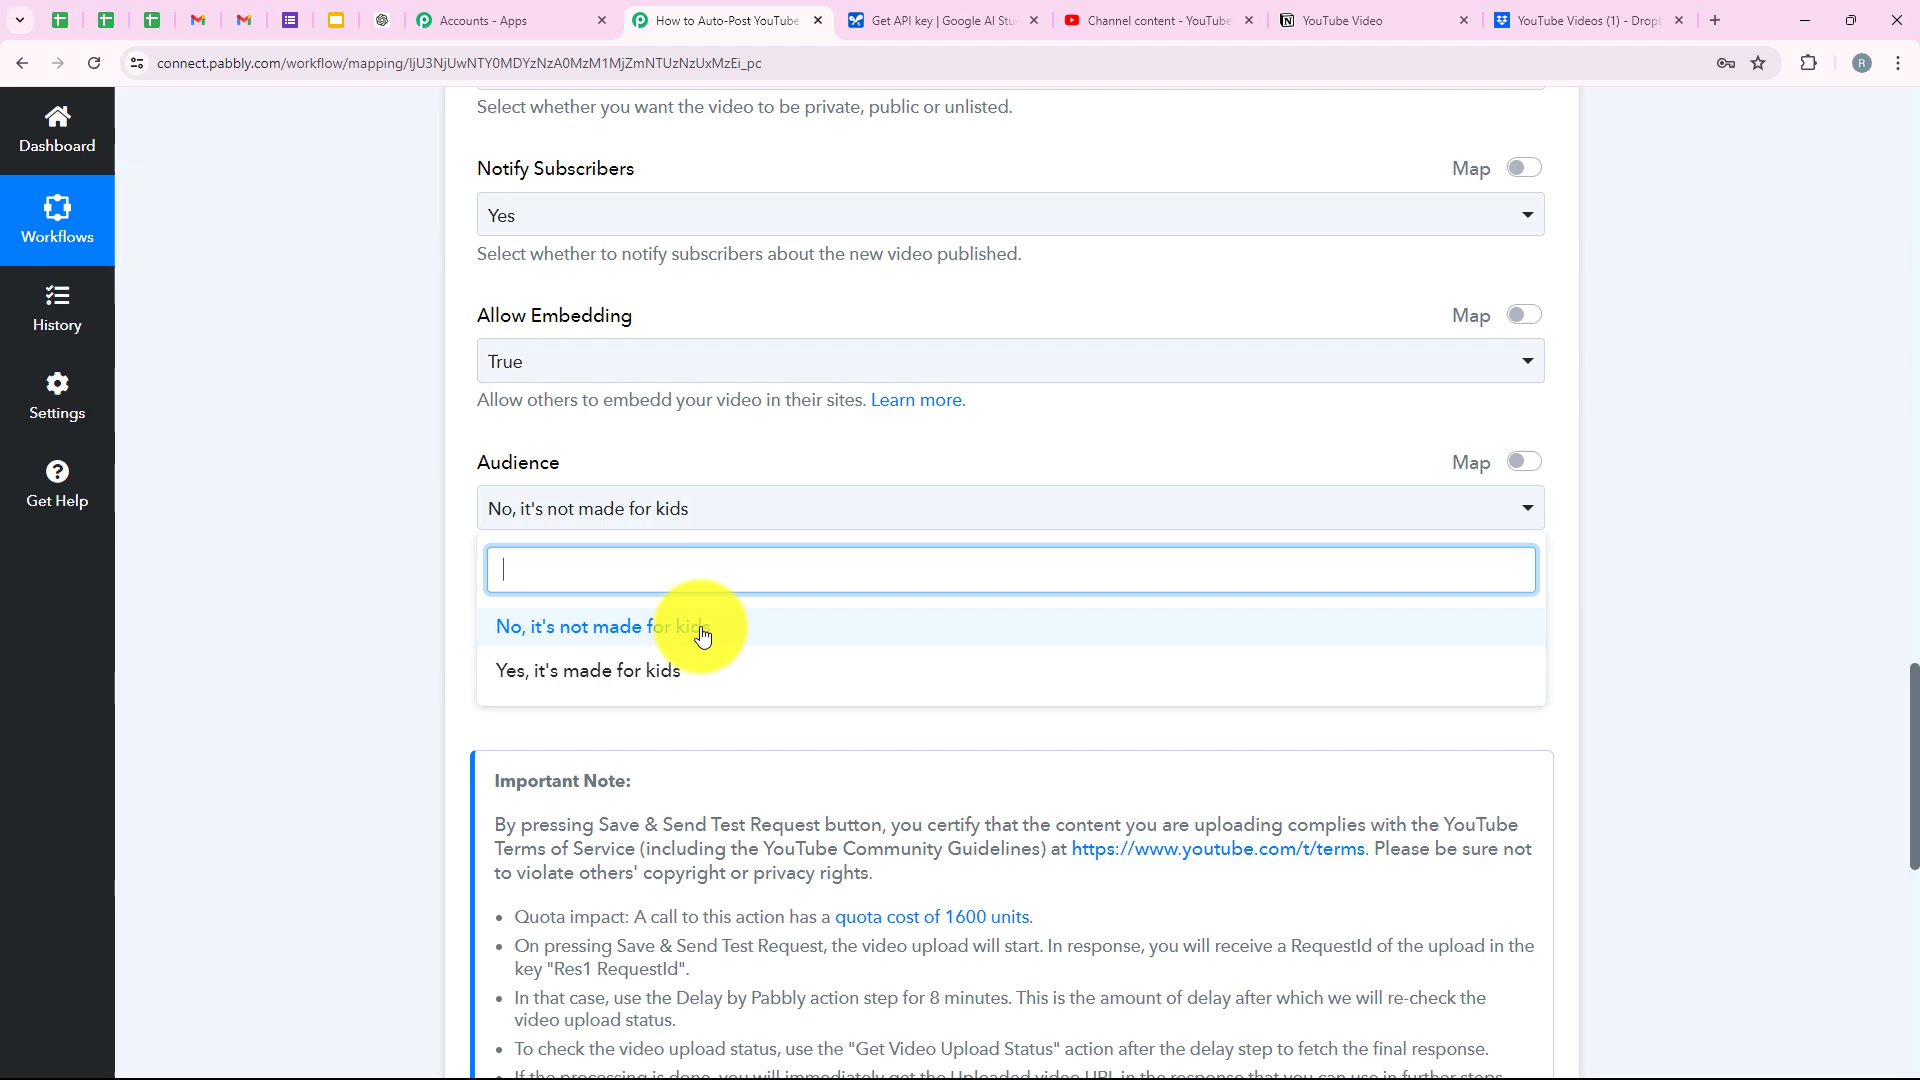 Accounts - Apps
How to Auto-Post YouTube
Get API key | Google AI Stu
Channel content - YouTube
YouTube Video
YouTube Videos (1) - Dropb
connect.pabbly.com/workflow/mapping/IjU3NjUwNTY0MDYzNzA0MzM1MjZmNTUzNzUxMzEi_pc
R
Dashboard
Workflows
History
Settings
Get Help
Select whether you want the video to be private, public or unlisted.
Notify Subscribers
Map
Yes
Select whether to notify subscribers about the new video published.
Allow Embedding
Map
True
Allow others to embedd your video in their sites. Learn more.
Audience
Map
No, it's not made for kids
No, it's not made for kids
Yes, it's made for kids
Important Note:
By pressing Save & Send Test Request button, you certify that the content you are uploading complies with the YouTube
Terms of Service (including the YouTube Community Guidelines) at https://www.youtube.com/t/terms. Please be sure not
to violate others' copyright or privacy rights.
• Quota impact: A call to this action has a quota cost of 1600 units.
• On pressing Save & Send Test Request, the video upload will start. In response, you will receive a RequestId of the upload in the
key "Res1 RequestId".
• In that case, use the Delay by Pabbly action step for 8 minutes. This is the amount of delay after which we will re-check the
video upload status.
• To check the video upload status, use the "Get Video Upload Status" action after the delay step to fetch the final response.
• If the processing is done, you will immediately get the Uploaded video URL in the response that you can use in further steps.